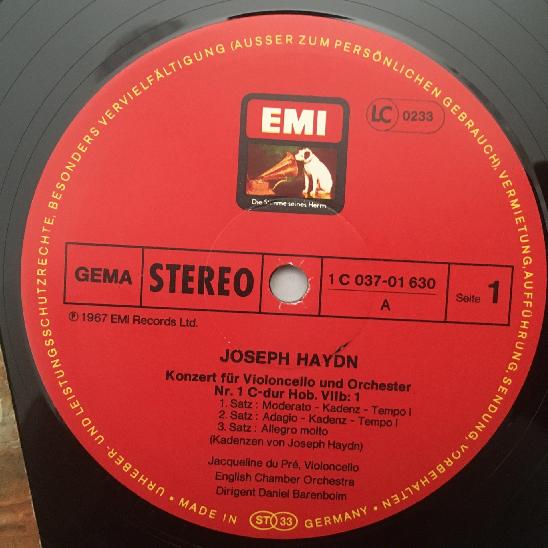 URHEBER- UND LEISTUNGSSCHUTZRECHTE, BESONDERS VERVIELFÄLTIGUNG (AUSSER ZUM PERSÖNLICHEN GEBRAUCH), VERMIETUNG, AUFFÜHRUNG, SENDUNG, VORBEHALTEN •
EMI
Die Stimme seines Herrn
LC 0233
GEMA
STEREO
1 C 037-01 630
A
Seite 1
℗ 1967 EMI Records Ltd.
JOSEPH HAYDN
Konzert für Violoncello und Orchester
Nr. 1 C-dur Hob. VIIb: 1
1. Satz: Moderato - Kadenz - Tempo I
2. Satz: Adagio - Kadenz - Tempo I
3. Satz: Allegro molto
(Kadenzen von Joseph Haydn)
Jacqueline du Pré, Violoncello
English Chamber Orchestra
Dirigent Daniel Barenboim
• MADE IN ST 33 GERMANY •